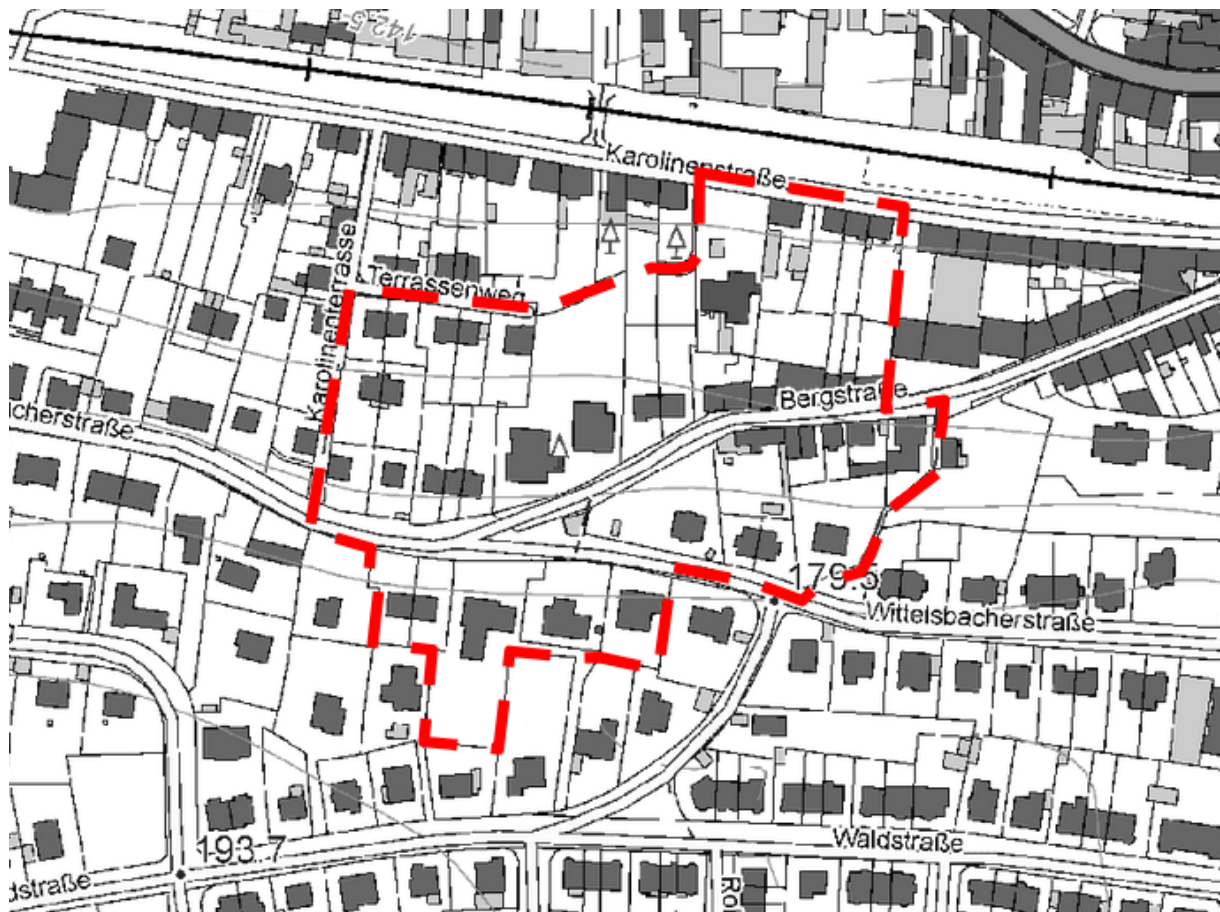 142.5
Karolinenstraße
Karolinenterrasse
Terrassenweg
Bergstraße
cherstraße
179.5
Wittelsbacherstraße
193.7
Waldstraße
dstraße